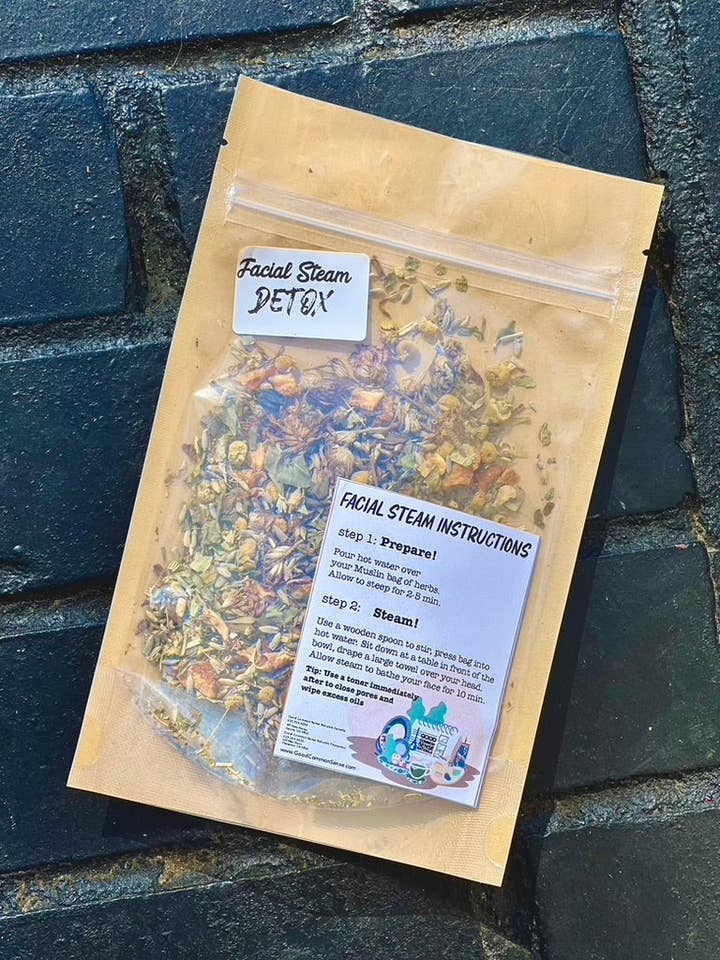 Facial Steam
DETOX
FACIAL STEAM INSTRUCTIONS
step 1: Prepare!
Pour hot water over
your Muslin bag of herbs.
Allow to steep for 2-5 min.
step 2: Steam!
Use a wooden spoon to stir, press bag into
hot water. Sit down at a table in front of the
bowl, drape a large towel over your head.
Allow steam to bathe your face for 10 min.
Tip: Use a toner immediately
after to close pores and
wipe excess oils
www.GoodCommonSense.com
GOOD
COMMON
SENSE